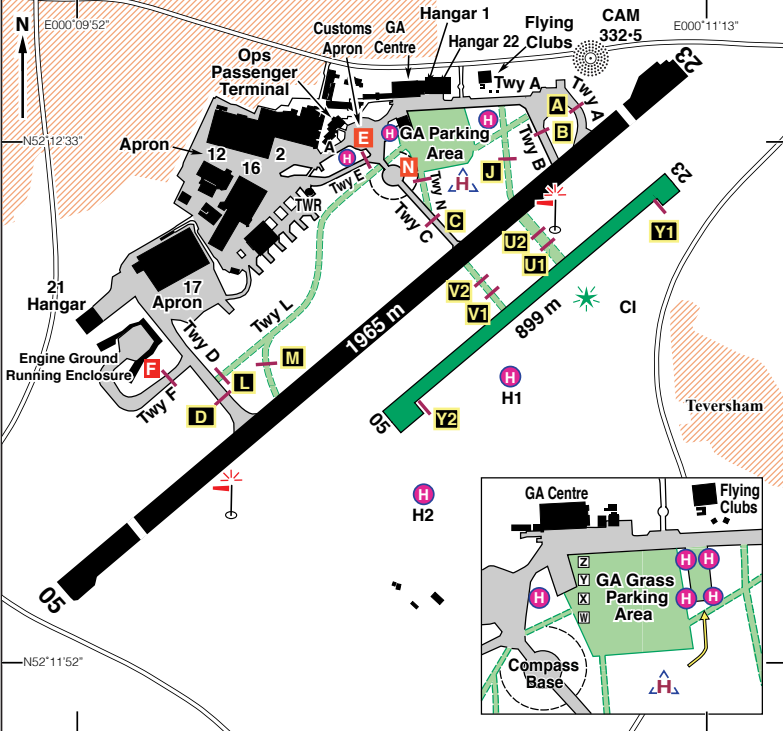 N
E000°09'52"
Customs
Apron
GA
Centre
Hangar 1
Hangar 22
Flying
Clubs
CAM
332·5
E000°11'13"
Ops
Passenger
Terminal
Twy A
Twy A
23
A
B
N52°12'33"
Apron
12
16
2
A
E
H
H
H
GA Parking
Area
Twy B
J
N
H
Twy E
Twy N
TWR
Twy C
C
23
Y1
U2
U1
21
Hangar
17
Apron
V2
V1
1965 m
899 m
CI
Twy L
Twy D
M
L
Engine Ground
Running Enclosure
F
Twy F
D
H
H1
05
Y2
Teversham
H
H2
05
N52°11'52"
GA Centre
Flying
Clubs
Z
Y
X
W
GA Grass
Parking
Area
H
H
H
H
H
Compass
Base
H